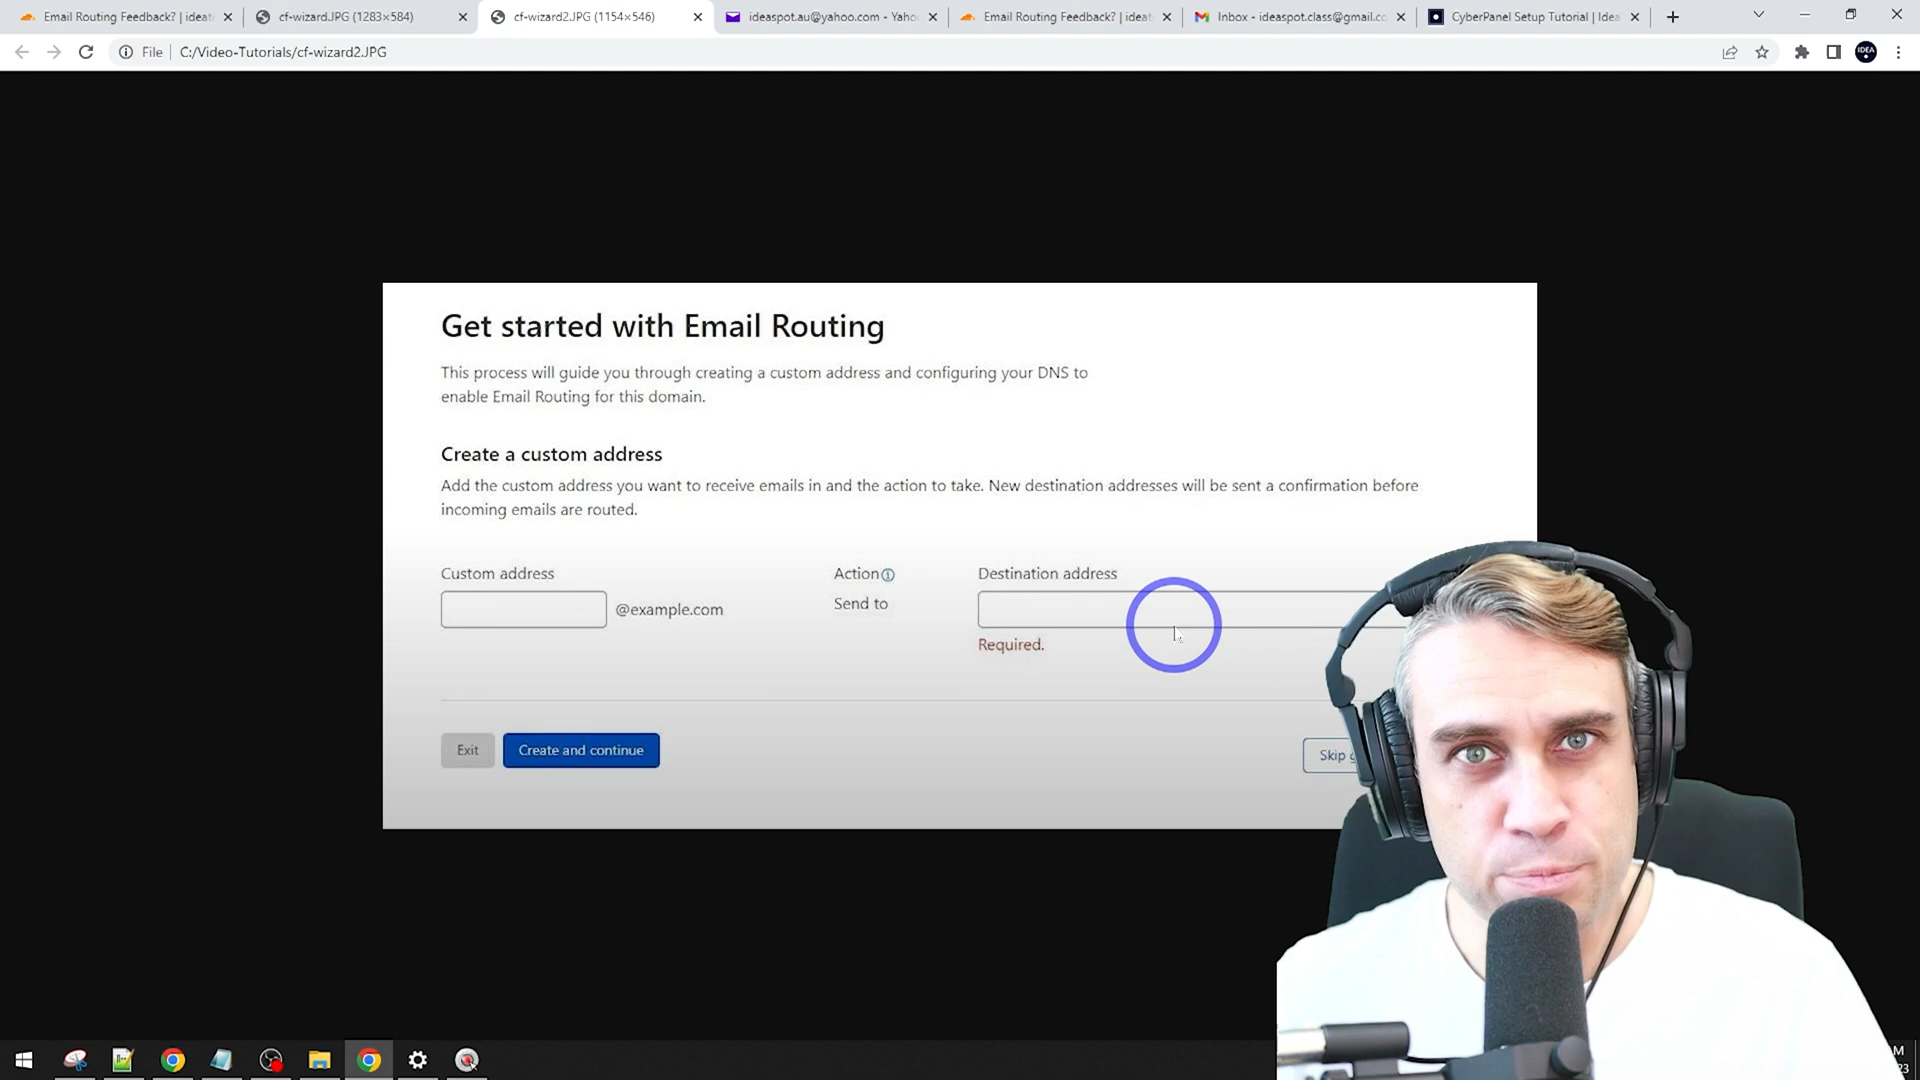 Email Routing Feedback? | ideat
cf-wizard.JPG (1283×584)
cf-wizard2.JPG (1154×546)
ideaspot.au@yahoo.com - Yaho
Email Routing Feedback? | ideat
Inbox - ideaspot.class@gmail.co
CyberPanel Setup Tutorial | Idea
File
C:/Video-Tutorials/cf-wizard2.JPG
IDEA
Get started with Email Routing
This process will guide you through creating a custom address and configuring your DNS to
enable Email Routing for this domain.
Create a custom address
Add the custom address you want to receive emails in and the action to take. New destination addresses will be sent a confirmation before
incoming emails are routed.
Custom address
Action
Destination address
@example.com
Send to
Required.
Exit
Create and continue
Skip